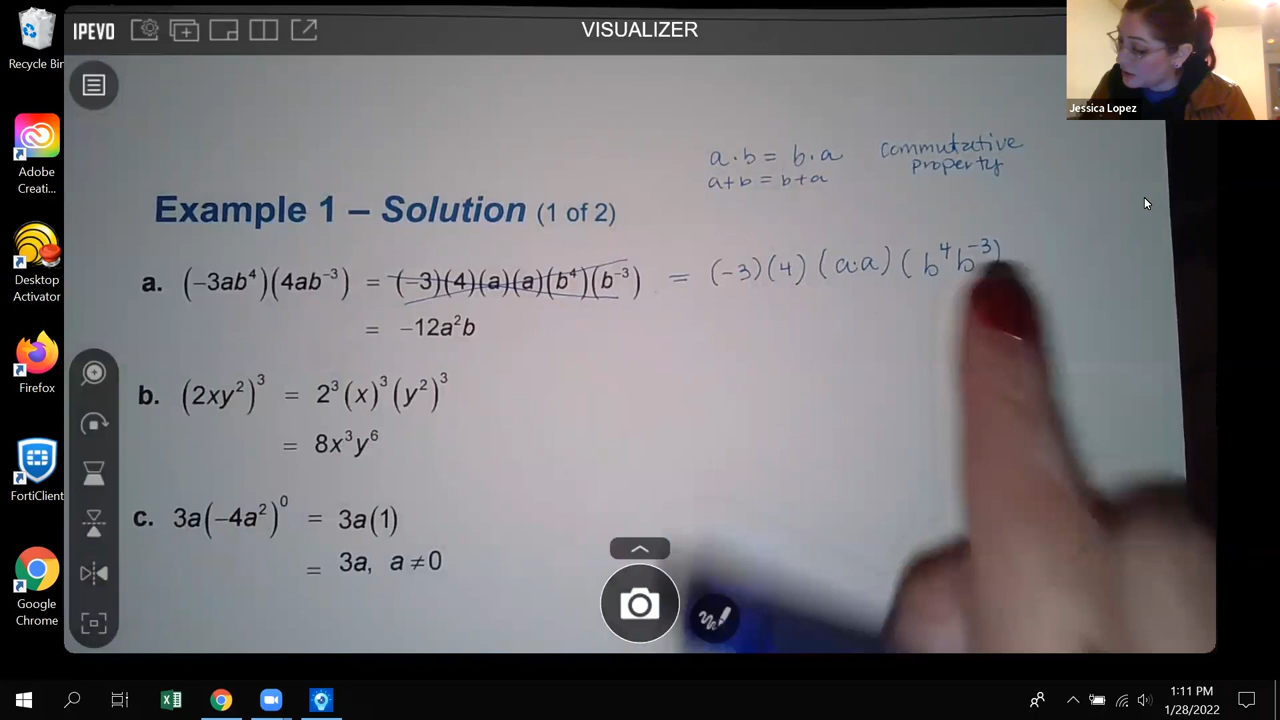 IPEVO
VISUALIZER
Recycle Bin
Adobe
Creati...
Desktop
Activator
Firefox
FortiClient
Google
Chrome
Jessica Lopez
a·b = b·a
a+b = b+a
commutative
property
Example 1 – Solution (1 of 2)
a. (−3ab⁴)(4ab⁻³) = (−3)(4)(a)(a)(b⁴)(b⁻³) = (-3)(4)(a·a)(b⁴b⁻³)
= −12a²b
b. (2xy²)³ = 2³(x)³(y²)³
= 8x³y⁶
c. 3a(−4a²)⁰ = 3a(1)
= 3a, a ≠ 0
1:11 PM
1/28/2022